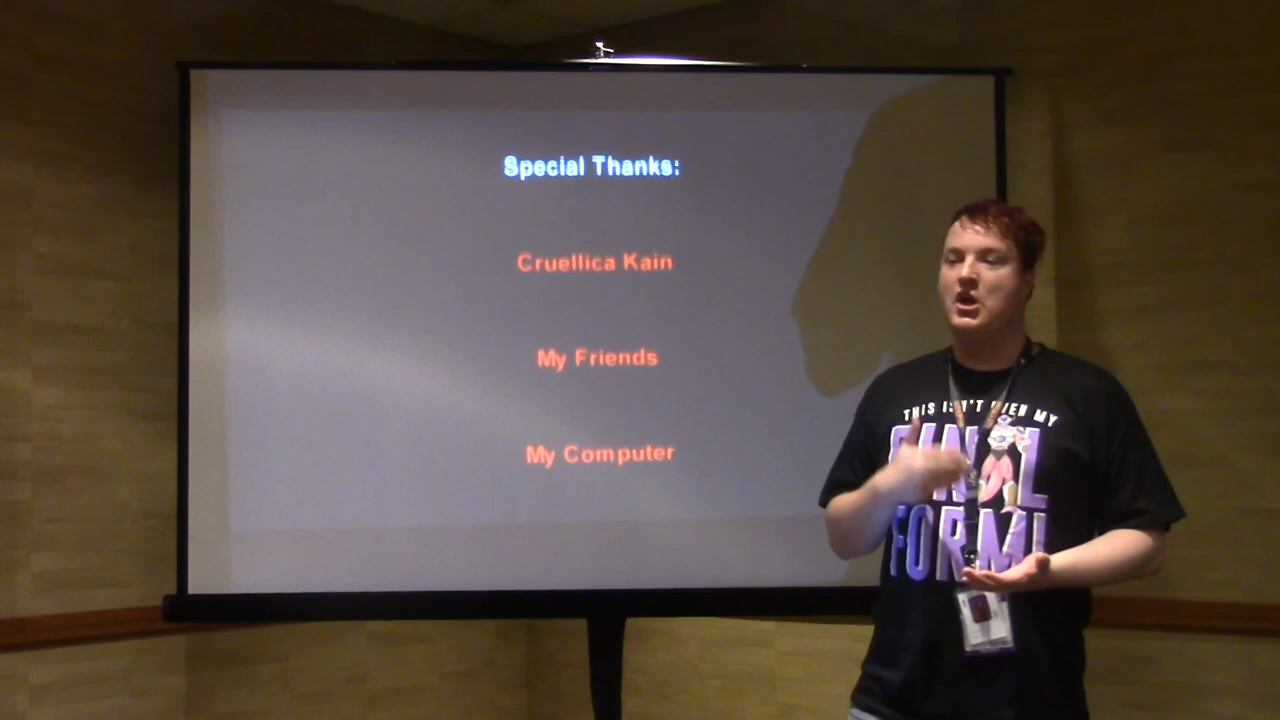 Special Thanks:
Cruellica Kain
My Friends
My Computer
THIS ISN'T EVEN MY
FINAL
FORM!